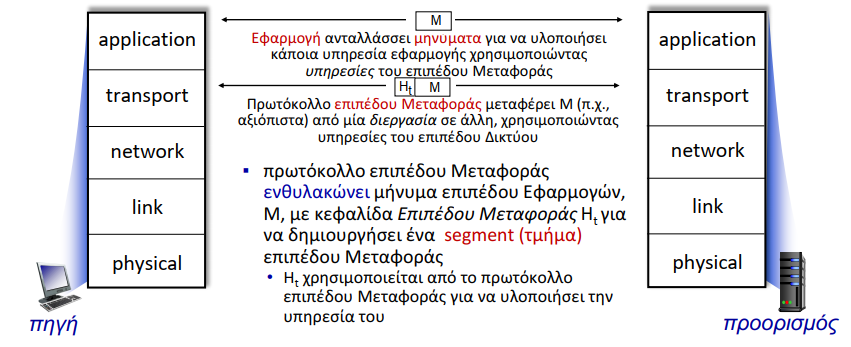 application
transport
network
link
physical
πηγή
M
Εφαρμογή ανταλλάσσει μηνύματα για να υλοποιήσει
κάποια υπηρεσία εφαρμογής χρησιμοποιώντας
υπηρεσίες του επιπέδου Μεταφοράς
Ht M
Πρωτόκολλο επιπέδου Μεταφοράς μεταφέρει M (π.χ.,
αξιόπιστα) από μία διεργασία σε άλλη, χρησιμοποιώντας
υπηρεσίες του επιπέδου Δικτύου
▪ πρωτόκολλο επιπέδου Μεταφοράς
ενθυλακώνει μήνυμα επιπέδου Εφαρμογών,
M, με κεφαλίδα Επιπέδου Μεταφοράς Ht για
να δημιουργήσει ένα segment (τμήμα)
επιπέδου Μεταφοράς
• Ht χρησιμοποιείται από το πρωτόκολλο
επιπέδου Μεταφοράς για να υλοποιήσει την
υπηρεσία του
application
transport
network
link
physical
προορισμός